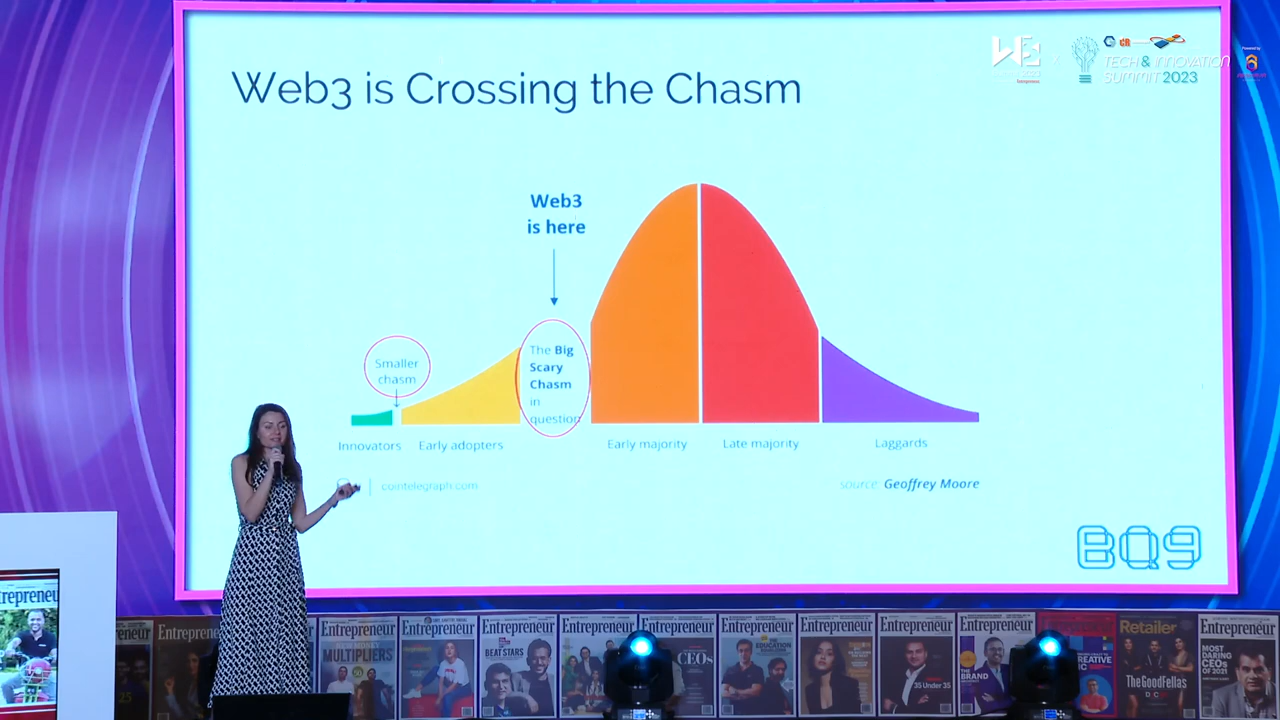 Web3 is Crossing the Chasm
TECH & INNOVATION
SUMMIT 2023
Web3
is here
Smaller
chasm
The Big
Scary
Chasm
in
question
Innovators
Early adopters
Early majority
Late majority
Laggards
cointelegraph.com
source: Geoffrey Moore
BQ9
Entrepreneur
Entrepreneur
MULTIPLIERS
Entrepreneur
Entrepreneur
BEAT STARS
Entrepreneur
Entrepreneur
CEOs
Entrepreneur
Entrepreneur
Entrepreneur
35 Under 35
Entrepreneur
BRAND
Retailer
The GoodFellas
Entrepreneur
MOST
DARING
CEOs
OF 2021